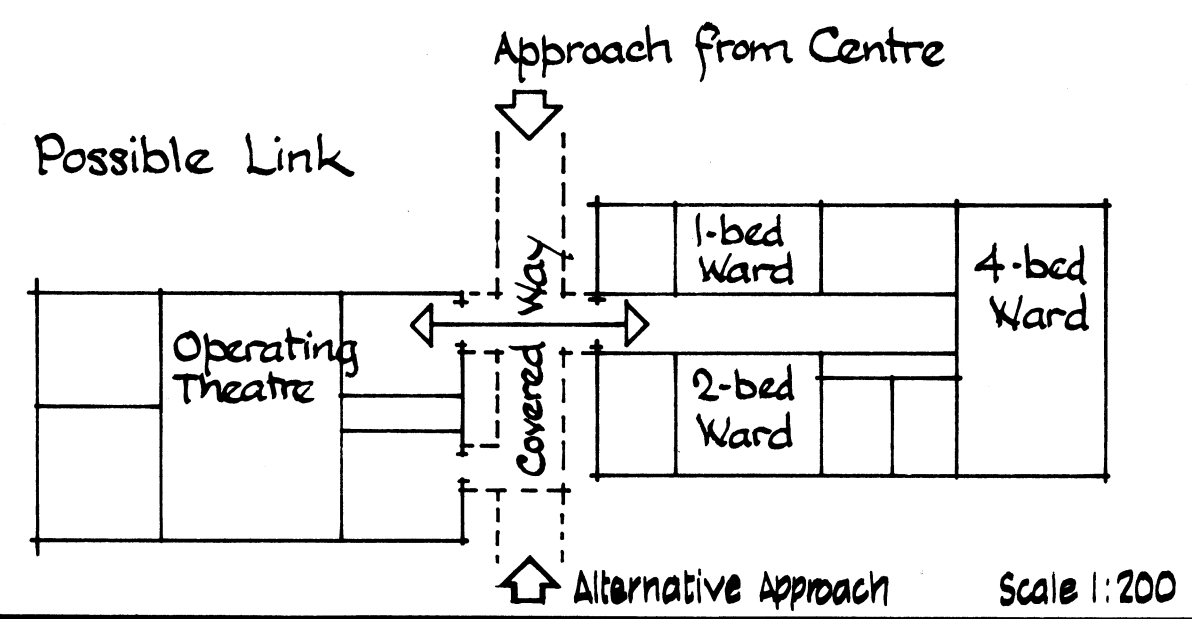 Approach from Centre
Possible Link
Covered Way
Operating
Theatre
1-bed
Ward
4-bed
Ward
2-bed
Ward
Alternative Approach
Scale 1:200